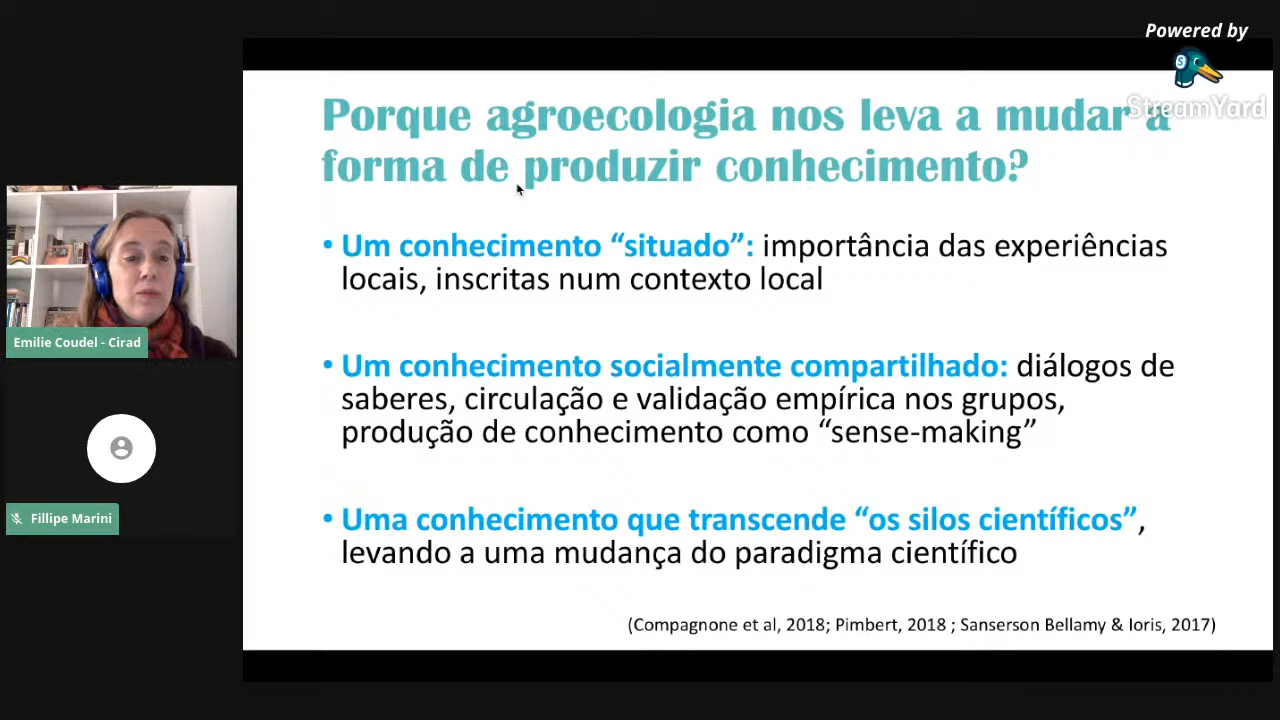 Powered by
StreamYard
Porque agroecologia nos leva a mudar a
forma de produzir conhecimento?
• Um conhecimento “situado”: importância das experiências
locais, inscritas num contexto local
• Um conhecimento socialmente compartilhado: diálogos de
saberes, circulação e validação empírica nos grupos,
produção de conhecimento como “sense-making”
• Uma conhecimento que transcende “os silos científicos”,
levando a uma mudança do paradigma científico
(Compagnone et al, 2018; Pimbert, 2018 ; Sanserson Bellamy & Ioris, 2017)
Emilie Coudel - Cirad
Fillipe Marini